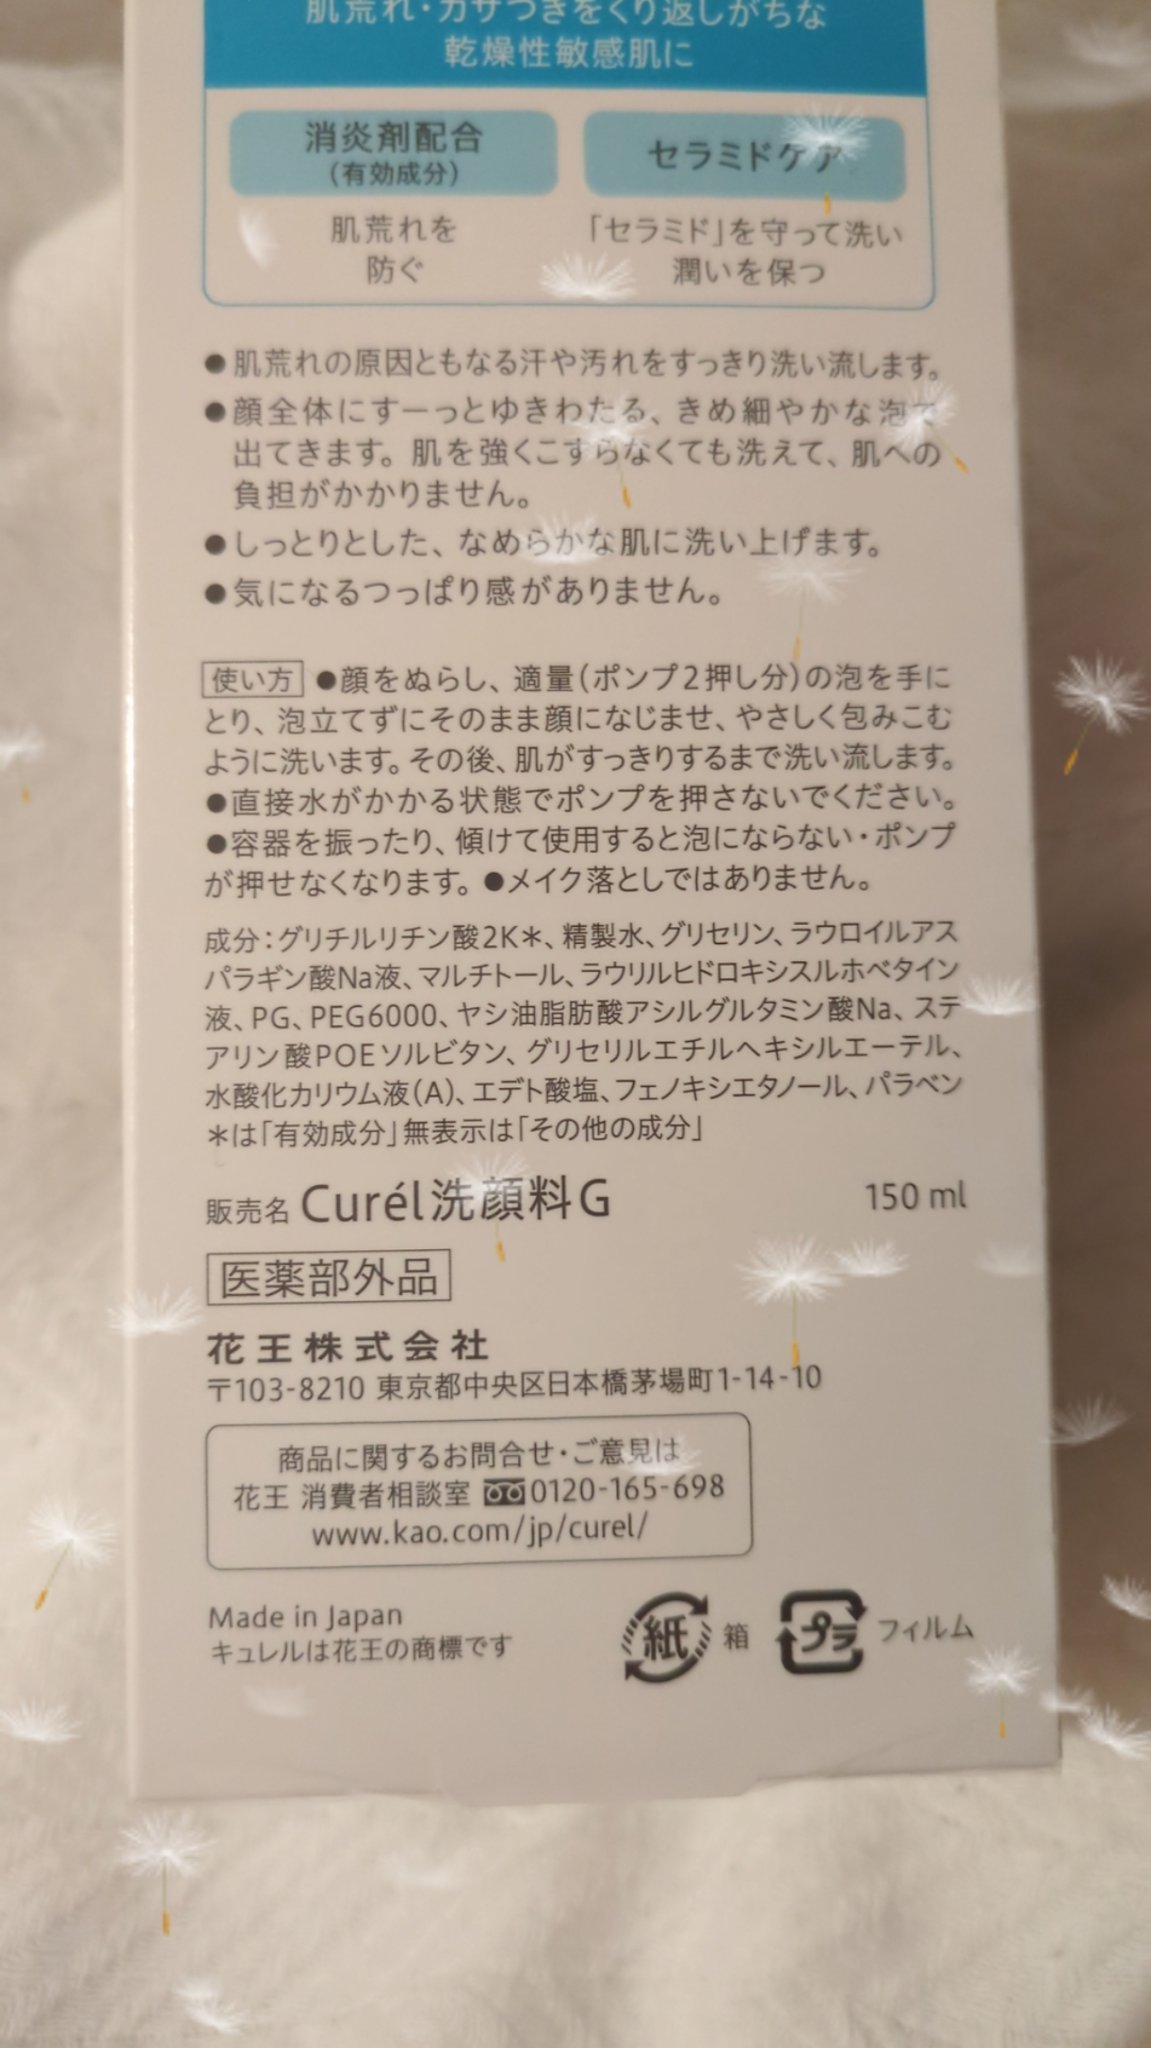 肌荒れ・カサつきをくり返しがちな
乾燥性敏感肌に
消炎剤配合
(有効成分)
セラミドケア
肌荒れを
防ぐ
「セラミド」を守って洗い
潤いを保つ
●肌荒れの原因ともなる汗や汚れをすっきり洗い流します。
●顔全体にすーっとゆきわたる、きめ細やかな泡で
出てきます。肌を強くこすらなくても洗えて、肌への
負担がかかりません。
●しっとりとした、なめらかな肌に洗い上げます。
●気になるつっぱり感がありません。
使い方 ●顔をぬらし、適量(ポンプ2押し分)の泡を手に
とり、泡立てずにそのまま顔になじませ、やさしく包みこむ
ように洗います。その後、肌がすっきりするまで洗い流します。
●直接水がかかる状態でポンプを押さないでください。
●容器を振ったり、傾けて使用すると泡にならない・ポンプ
が押せなくなります。●メイク落としではありません。
成分:グリチルリチン酸2K＊、精製水、グリセリン、ラウロイルアス
パラギン酸Na液、マルチトール、ラウリルヒドロキシスルホベタイン
液、PG、PEG6000、ヤシ油脂肪酸アシルグルタミン酸Na、ステ
アリン酸POEソルビタン、グリセリルエチルヘキシルエーテル、
水酸化カリウム液(A)、エデト酸塩、フェノキシエタノール、パラベン
＊は「有効成分」無表示は「その他の成分」
販売名 Curél洗顔料G 150 ml
医薬部外品
花王株式会社
〒103-8210 東京都中央区日本橋茅場町1-14-10
商品に関するお問合せ・ご意見は
花王 消費者相談室 0120-165-698
www.kao.com/jp/curel/
Made in Japan
キュレルは花王の商標です
紙 箱 プラ フィルム